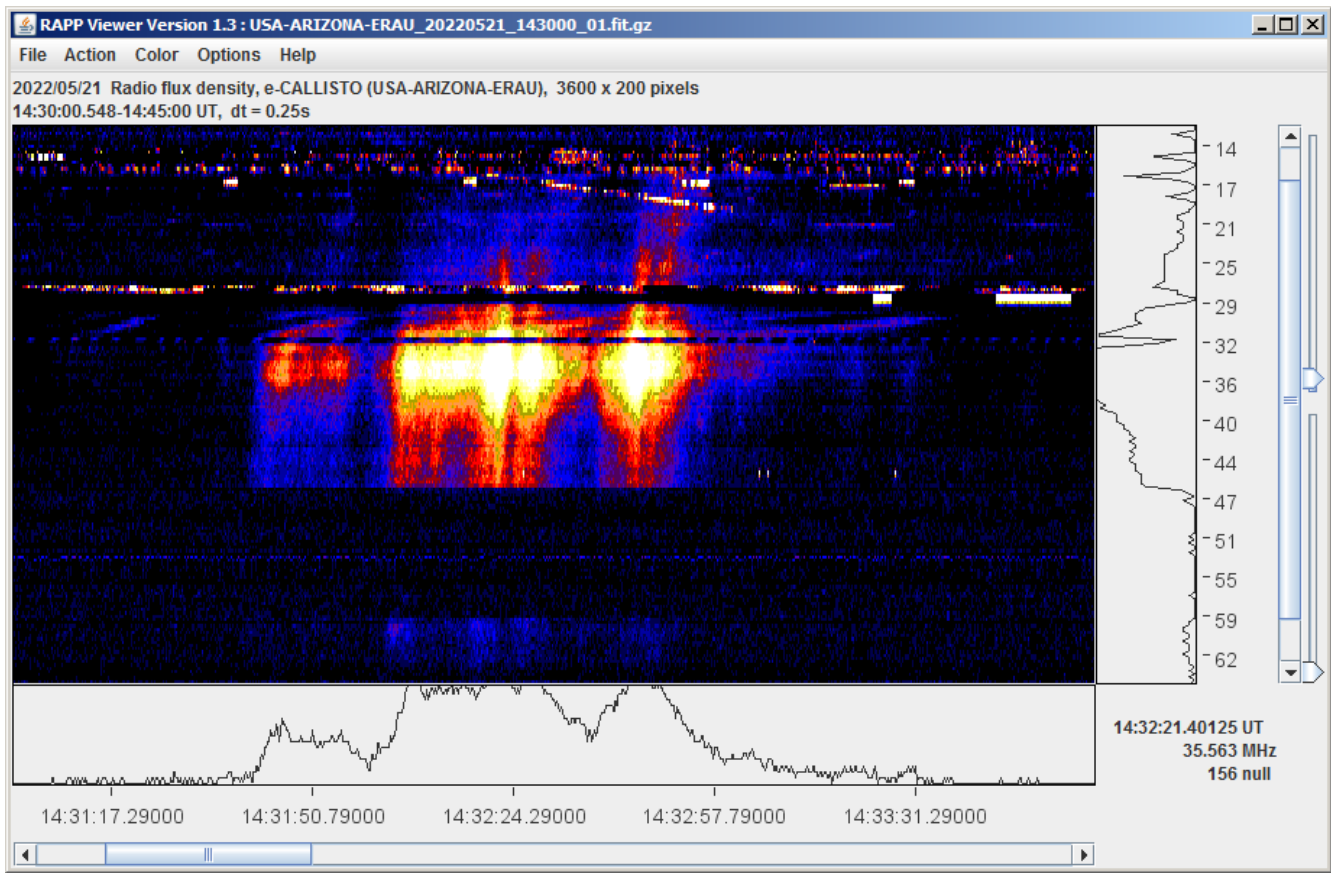 RAPP Viewer Version 1.3 : USA-ARIZONA-ERAU_20220521_143000_01.fit.gz
File Action Color Options Help
2022/05/21 Radio flux density, e-CALLISTO (USA-ARIZONA-ERAU), 3600 x 200 pixels
14:30:00.548-14:45:00 UT, dt = 0.25s
14
17
21
25
29
32
36
40
44
47
51
55
59
62
14:32:21.40125 UT
35.563 MHz
156 null
14:31:17.29000 14:31:50.79000 14:32:24.29000 14:32:57.79000 14:33:31.29000